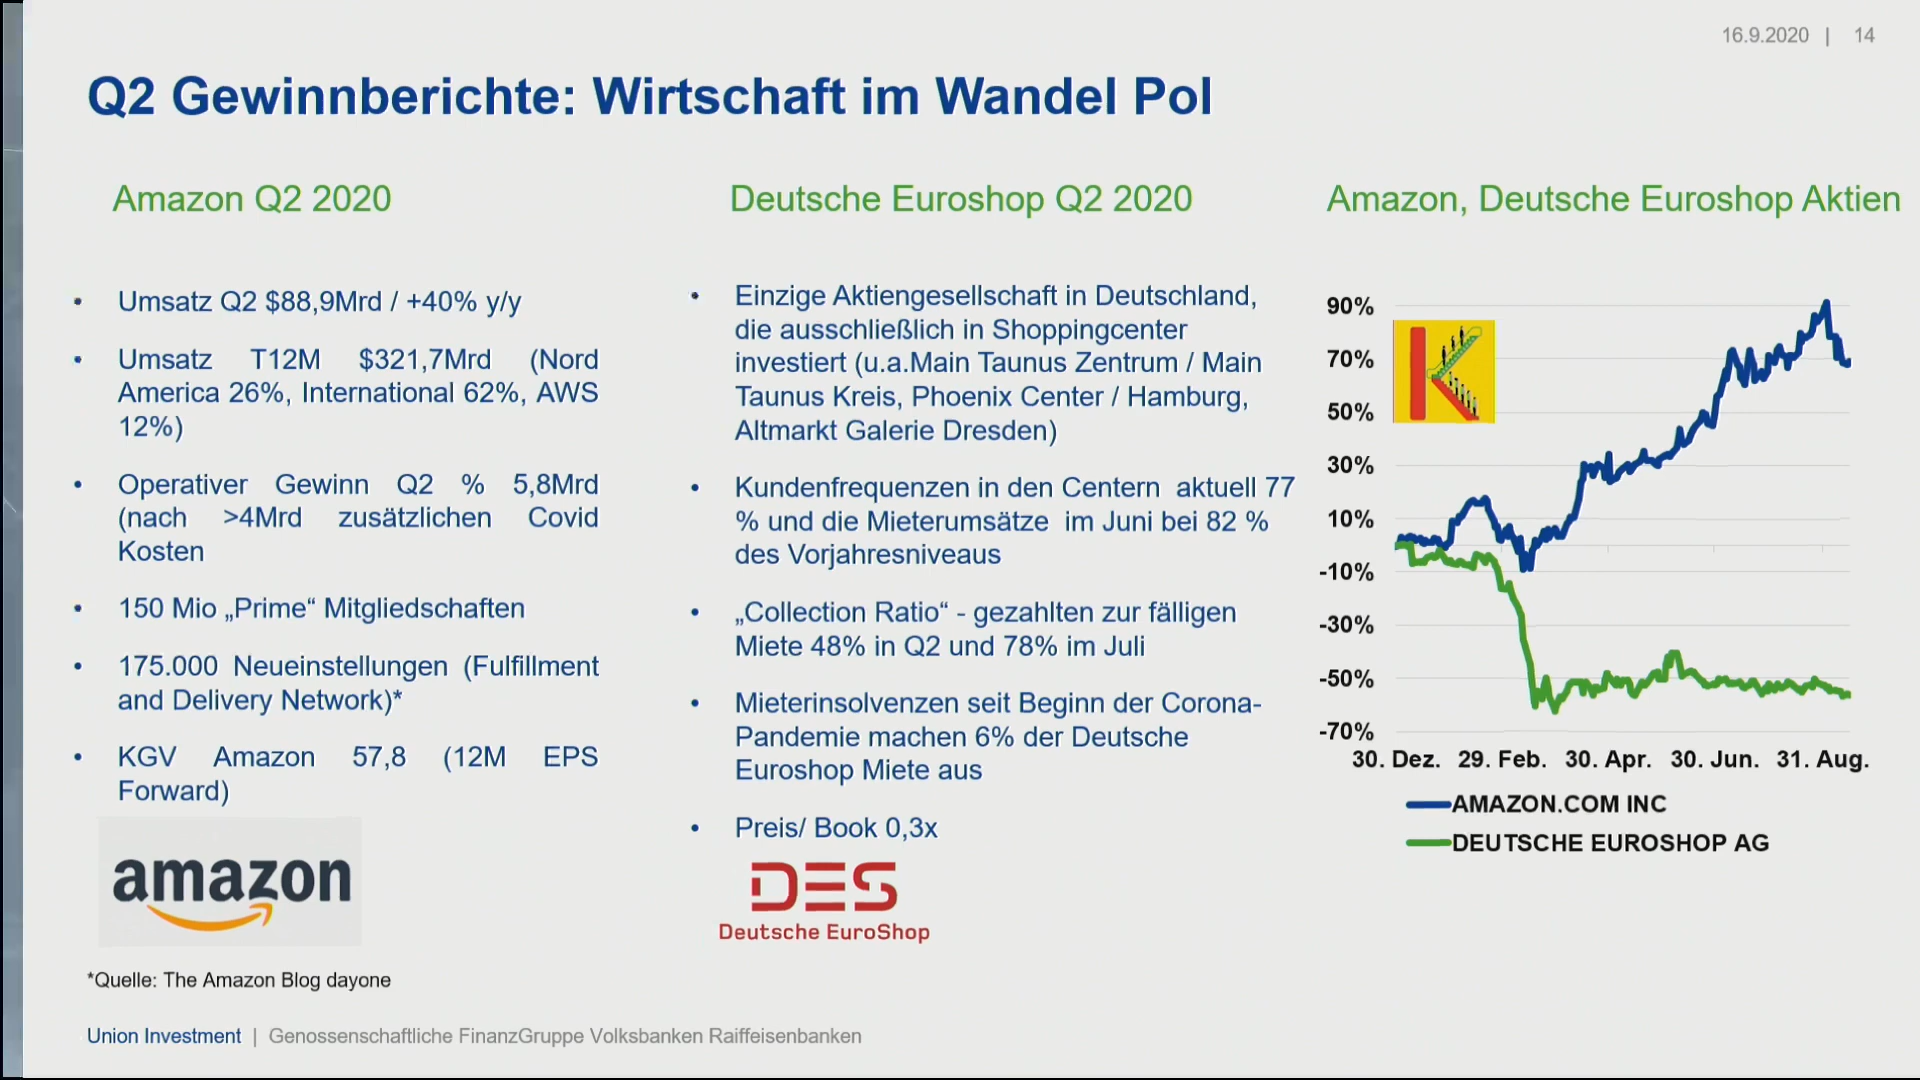 16.9.2020 | 14
Q2 Gewinnberichte: Wirtschaft im Wandel Pol
Amazon Q2 2020
• Umsatz Q2 $88,9Mrd / +40% y/y
• Umsatz T12M $321,7Mrd (Nord
America 26%, International 62%, AWS
12%)
• Operativer Gewinn Q2 % 5,8Mrd
(nach >4Mrd zusätzlichen Covid
Kosten
• 150 Mio „Prime“ Mitgliedschaften
• 175.000 Neueinstellungen (Fulfillment
and Delivery Network)*
• KGV Amazon 57,8 (12M EPS
Forward)
amazon
Deutsche Euroshop Q2 2020
• Einzige Aktiengesellschaft in Deutschland,
die ausschließlich in Shoppingcenter
investiert (u.a.Main Taunus Zentrum / Main
Taunus Kreis, Phoenix Center / Hamburg,
Altmarkt Galerie Dresden)
• Kundenfrequenzen in den Centern aktuell 77
% und die Mieterumsätze im Juni bei 82 %
des Vorjahresniveaus
• „Collection Ratio“ - gezahlten zur fälligen
Miete 48% in Q2 und 78% im Juli
• Mieterinsolvenzen seit Beginn der Corona-
Pandemie machen 6% der Deutsche
Euroshop Miete aus
• Preis/ Book 0,3x
DES
Deutsche EuroShop
Amazon, Deutsche Euroshop Aktien
90%
70%
50%
30%
10%
-10%
-30%
-50%
-70%
30. Dez. 29. Feb. 30. Apr. 30. Jun. 31. Aug.
K
AMAZON.COM INC
DEUTSCHE EUROSHOP AG
*Quelle: The Amazon Blog dayone
Union Investment | Genossenschaftliche FinanzGruppe Volksbanken Raiffeisenbanken